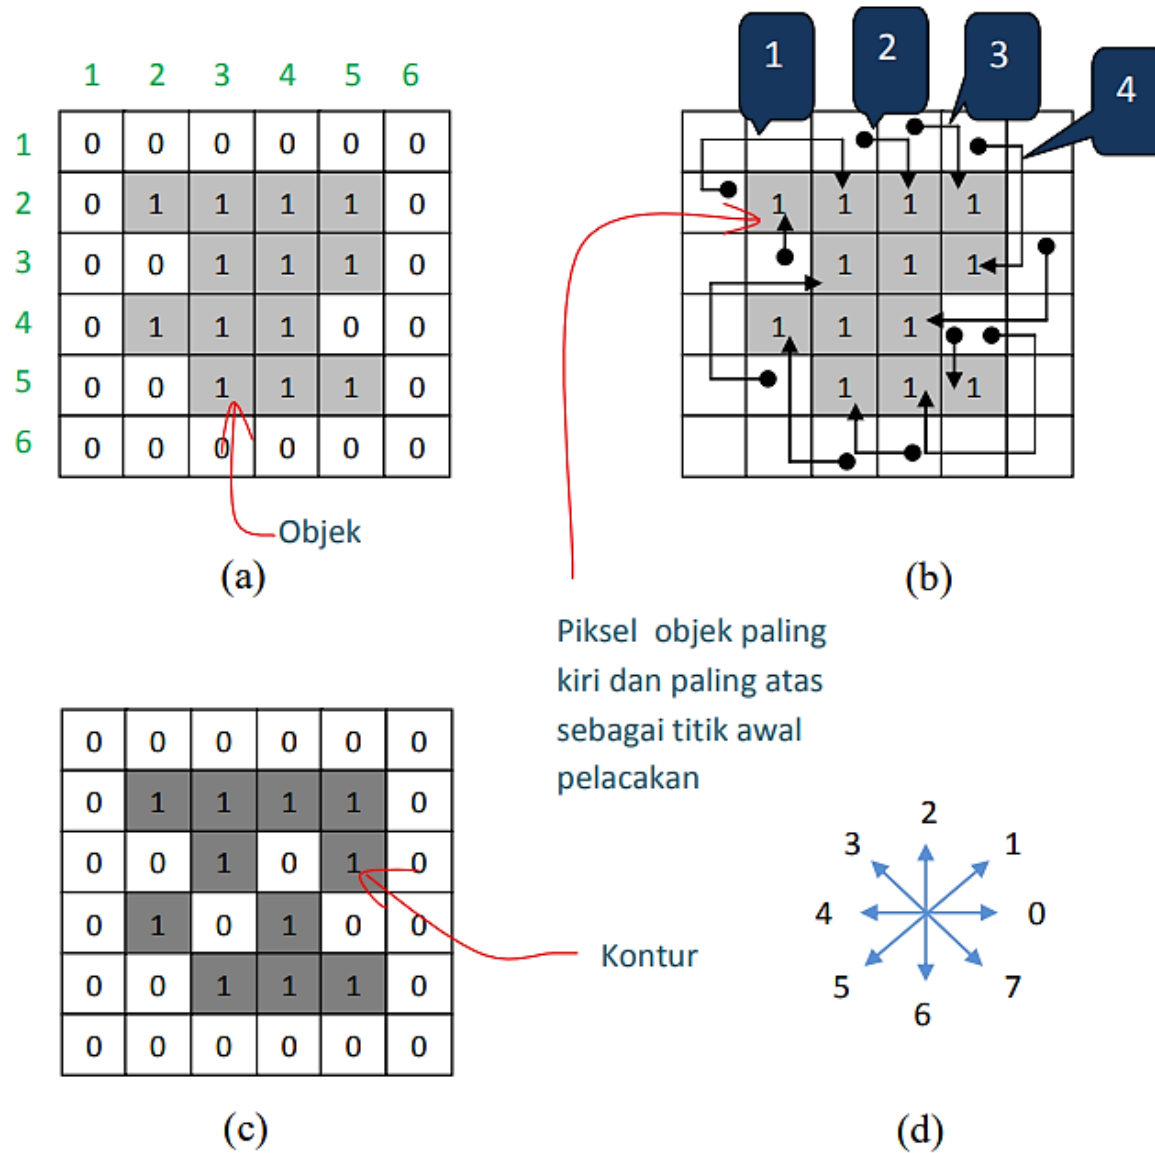 1 2 3 4 5 6
1 0 0 0 0 0 0
2 0 1 1 1 1 0
3 0 0 1 1 1 0
4 0 1 1 1 0 0
5 0 0 1 1 1 0
6 0 0 0 0 0 0
Objek
(a)
1 2 3 4
1 1 1 1
1 1 1
1 1 1
1 1 1
(b)
Piksel objek paling
kiri dan paling atas
sebagai titik awal
pelacakan
0 0 0 0 0 0
0 1 1 1 1 0
0 0 1 0 1 0
0 1 0 1 0 0
0 0 1 1 1 0
0 0 0 0 0 0
Kontur
(c)
2
3 1
4 0
5 7
6
(d)